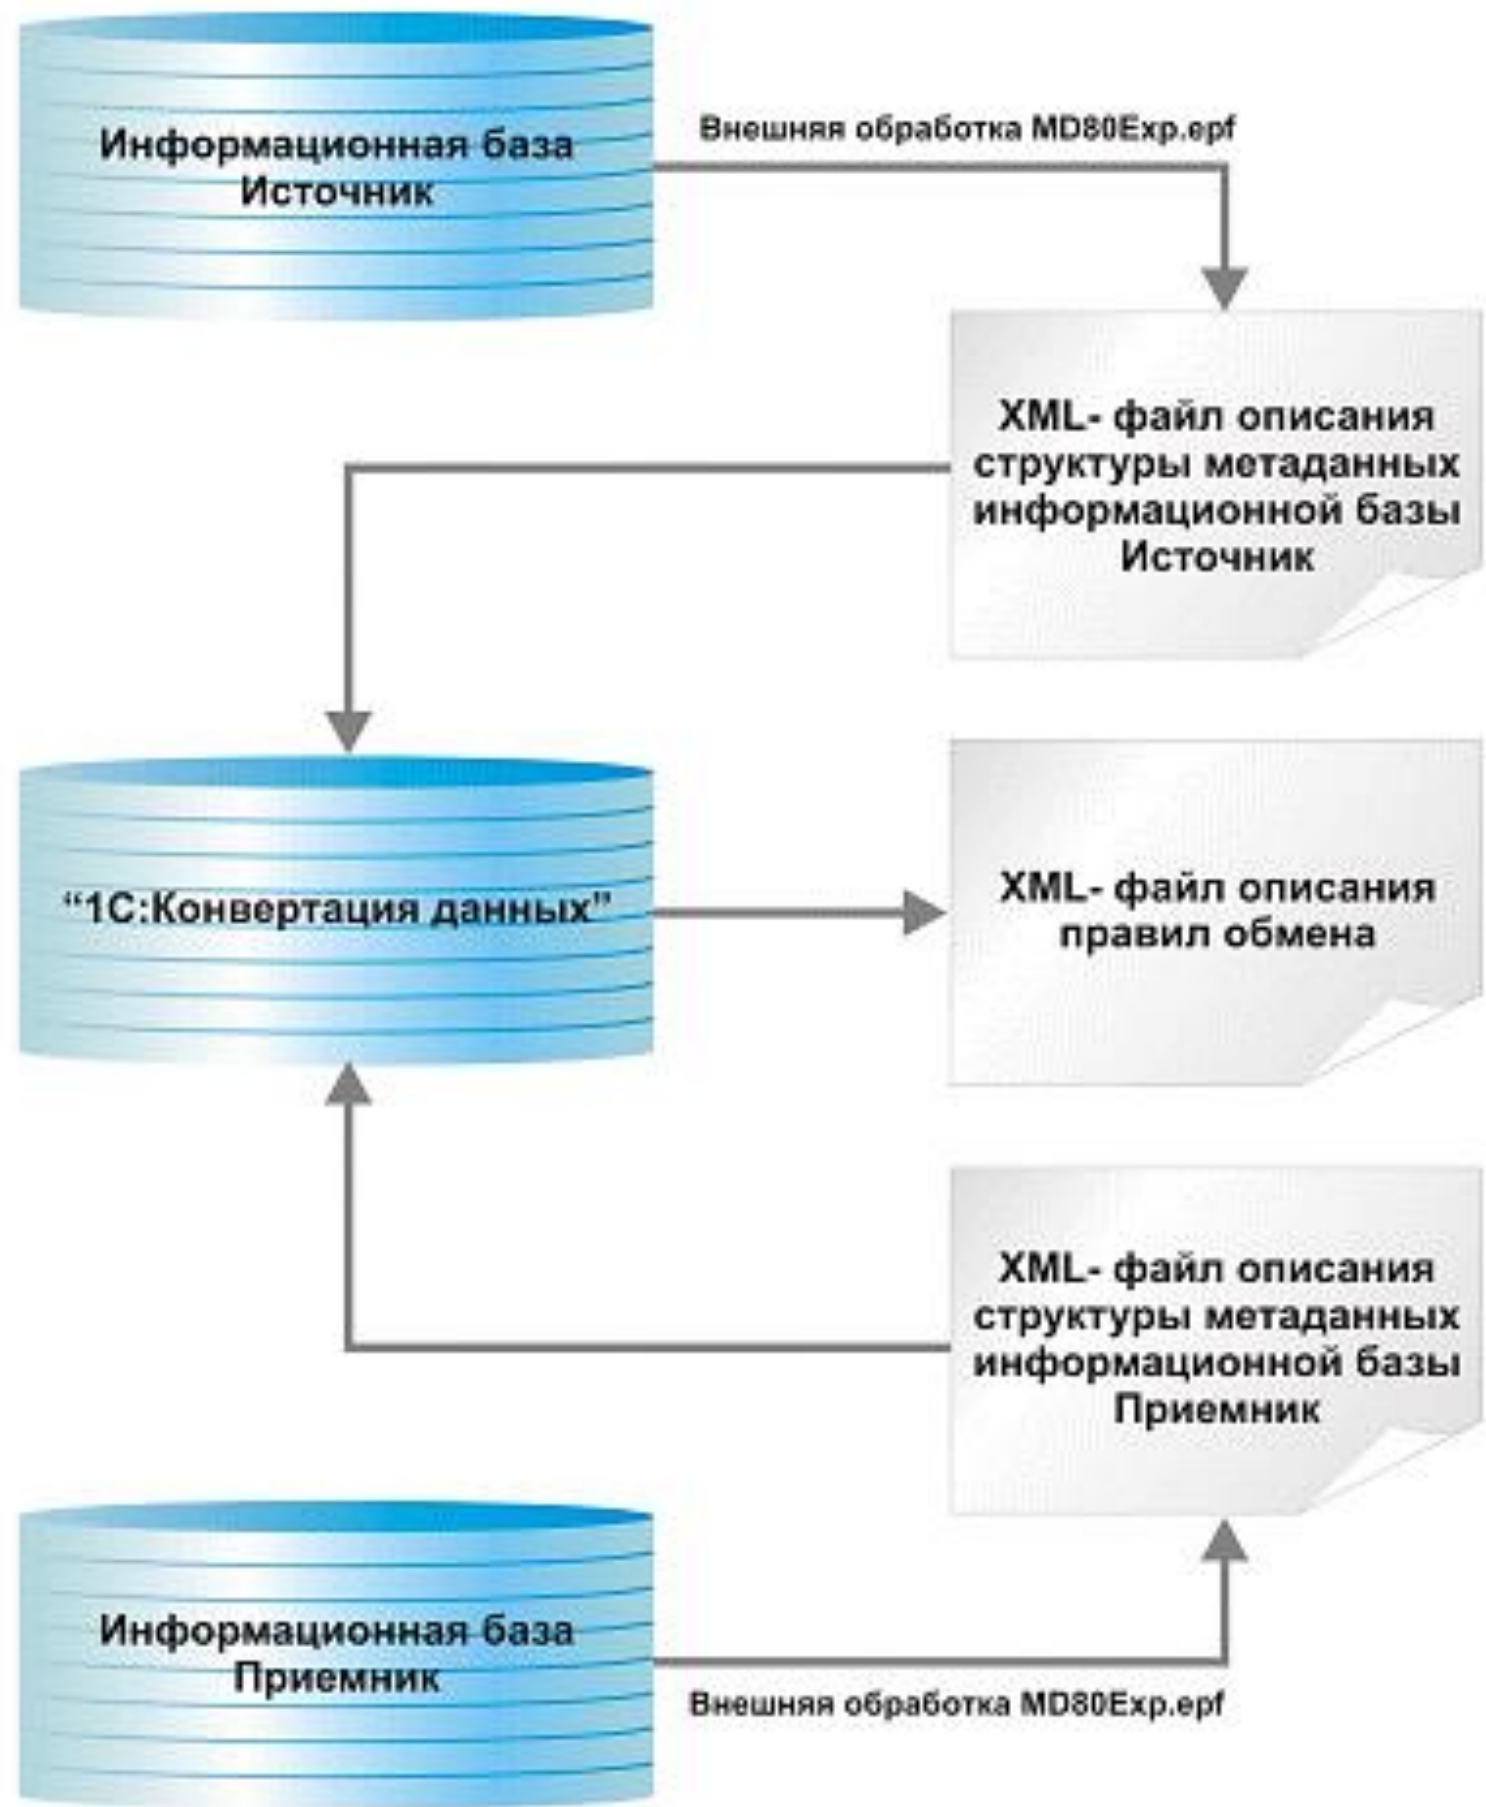 Информационная база
Источник
Внешняя обработка MD80Exp.epf
XML- файл описания
структуры метаданных
информационной базы
Источник
“1С:Конвертация данных”
XML- файл описания
правил обмена
XML- файл описания
структуры метаданных
информационной базы
Приемник
Информационная база
Приемник
Внешняя обработка MD80Exp.epf